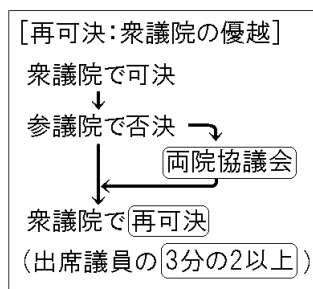 [再可決:衆議院の優越]
衆議院で可決
参議院で否決
両院協議会
衆議院で再可決
(出席議員の3分の2以上)